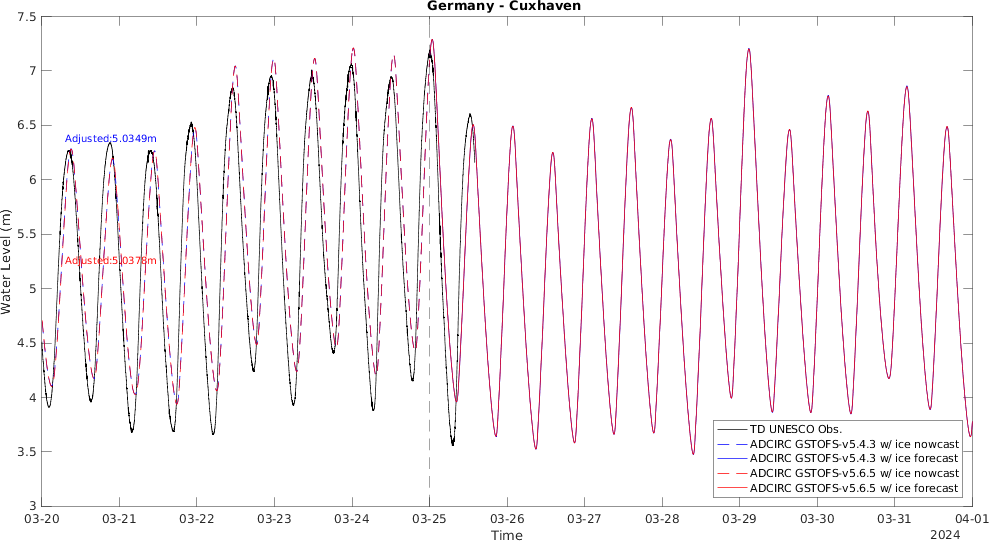 Germany - Cuxhaven
7.5
7
6.5
6
5.5
5
4.5
4
3.5
3
Water Level (m)
Adjusted:5.0349m
Adjusted:5.0378m
TD UNESCO Obs.
ADCIRC GSTOFS-v5.4.3 w/ ice nowcast
ADCIRC GSTOFS-v5.4.3 w/ ice forecast
ADCIRC GSTOFS-v5.6.5 w/ ice nowcast
ADCIRC GSTOFS-v5.6.5 w/ ice forecast
03-20 03-21 03-22 03-23 03-24 03-25 03-26 03-27 03-28 03-29 03-30 03-31 04-01
Time
2024